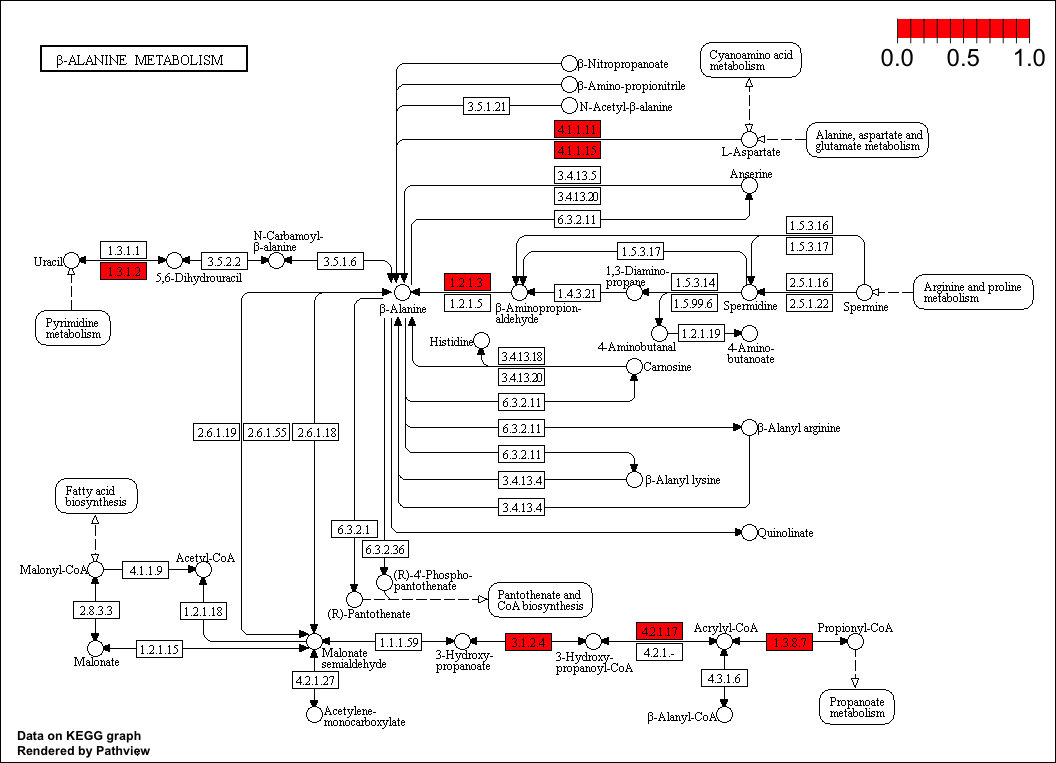 β-ALANINE METABOLISM
0.0 0.5 1.0
Cyanoamino acid
metabolism
β-Nitropropanoate
β-Amino-propionitrile
3.5.1.21
N-Acetyl-β-alanine
4.1.1.11
4.1.1.15
L-Aspartate
Alanine, aspartate and
glutamate metabolism
3.4.13.5
3.4.13.20
Anserine
6.3.2.11
1.5.3.16
1.5.3.17
1.5.3.17
N-Carbamoyl-
β-alanine
Uracil
1.3.1.1
1.3.1.2
5,6-Dihydrouracil
3.5.2.2
3.5.1.6
Pyrimidine
metabolism
β-Alanine
1.2.1.3
1.2.1.5
β-Aminopropion-
aldehyde
1.4.3.21
1,3-Diamino-
propane
1.5.3.14
1.5.99.6
Spermidine
2.5.1.16
2.5.1.22
Spermine
Arginine and proline
metabolism
4-Aminobutanal
1.2.1.19
4-Amino-
butanoate
Histidine
3.4.13.18
3.4.13.20
Carnosine
6.3.2.11
6.3.2.11
β-Alanyl arginine
2.6.1.19
2.6.1.55
2.6.1.18
6.3.2.11
3.4.13.4
β-Alanyl lysine
3.4.13.4
Fatty acid
biosynthesis
6.3.2.1
Quinolinate
6.3.2.36
Malonyl-CoA
4.1.1.9
Acetyl-CoA
(R)-4'-Phospho-
pantothenate
(R)-Pantothenate
Pantothenate and
CoA biosynthesis
2.8.3.3
1.2.1.18
Malonate
1.2.1.15
Malonate
semialdehyde
1.1.1.59
3-Hydroxy-
propanoate
3.1.2.4
3-Hydroxy-
propanoyl-CoA
4.2.1.17
4.2.1.-
Acrylyl-CoA
1.3.8.7
Propionyl-CoA
4.2.1.27
4.3.1.6
Acetylene-
monocarboxylate
β-Alanyl-CoA
Propanoate
metabolism
Data on KEGG graph
Rendered by Pathview